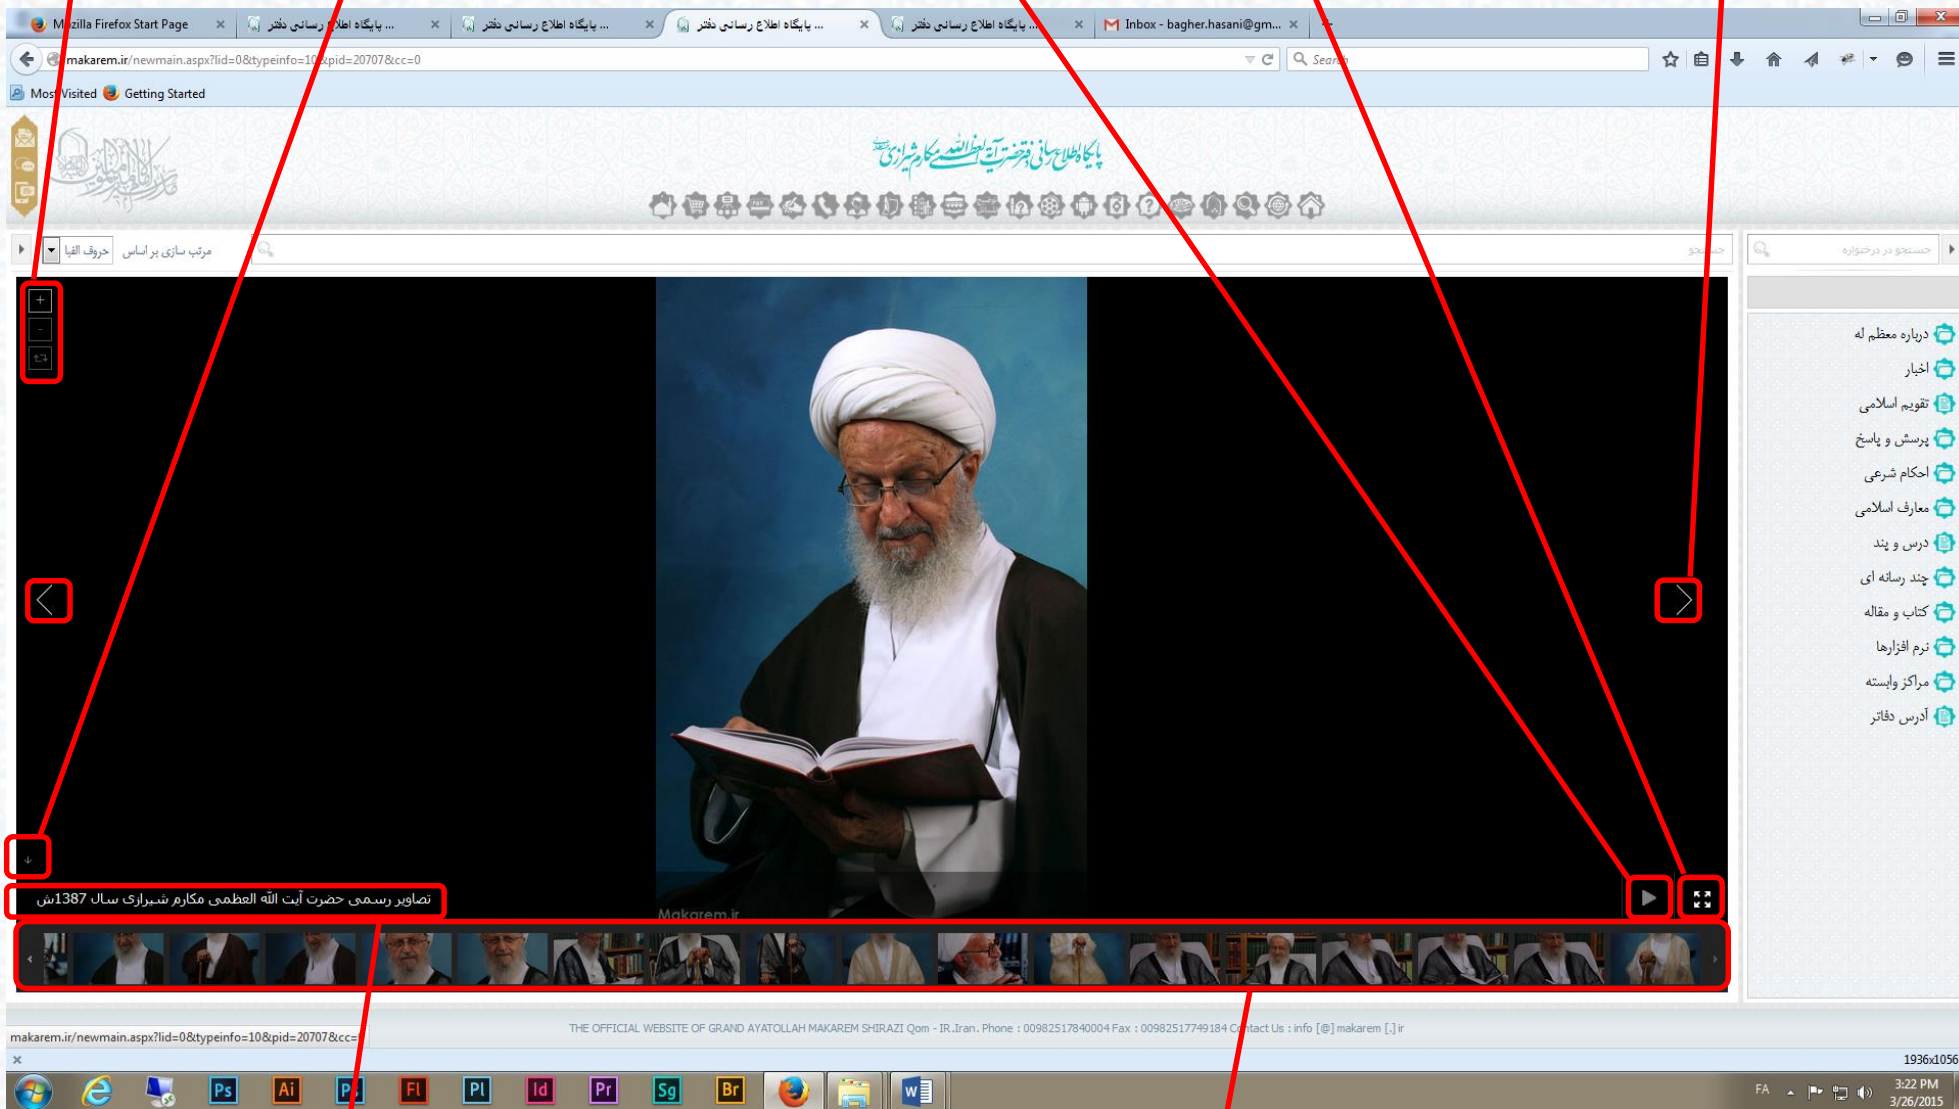 Mozilla Firefox Start Page
... پایگاه اطلاع رسانی دفتر
... پایگاه اطلاع رسانی دفتر
... پایگاه اطلاع رسانی دفتر
... پایگاه اطلاع رسانی دفتر
Inbox - bagher.hasani@gm...
makarem.ir/newmain.aspx?lid=0&typeinfo=10&pid=20707&cc=0
Search
Most Visited
Getting Started
پایگاه اطلاع رسانی دفتر حضرت آیة الله العظمی مکارم شیرازی
جستجو در درختواره
جستجو
مرتب سازی بر اساس
حروف الفبا
درباره معظم له
اخبار
تقویم اسلامی
پرسش و پاسخ
احکام شرعی
معارف اسلامی
درس و پند
چند رسانه ای
کتاب و مقاله
نرم افزارها
مراکز وابسته
آدرس دفاتر
تصاویر رسمی حضرت آیت الله العظمی مکارم شیرازی سال 1387ش
Makarem.ir
THE OFFICIAL WEBSITE OF GRAND AYATOLLAH MAKAREM SHIRAZI Qom - IR.Iran. Phone : 00982517840004 Fax : 00982517749184 Contact Us : info [@] makarem [.] ir
makarem.ir/newmain.aspx?lid=0&typeinfo=10&pid=20707&cc=
1936x1056
Ps
Ai
Fl
Pl
Id
Pr
Sg
Br
FA
3:22 PM
3/26/2015